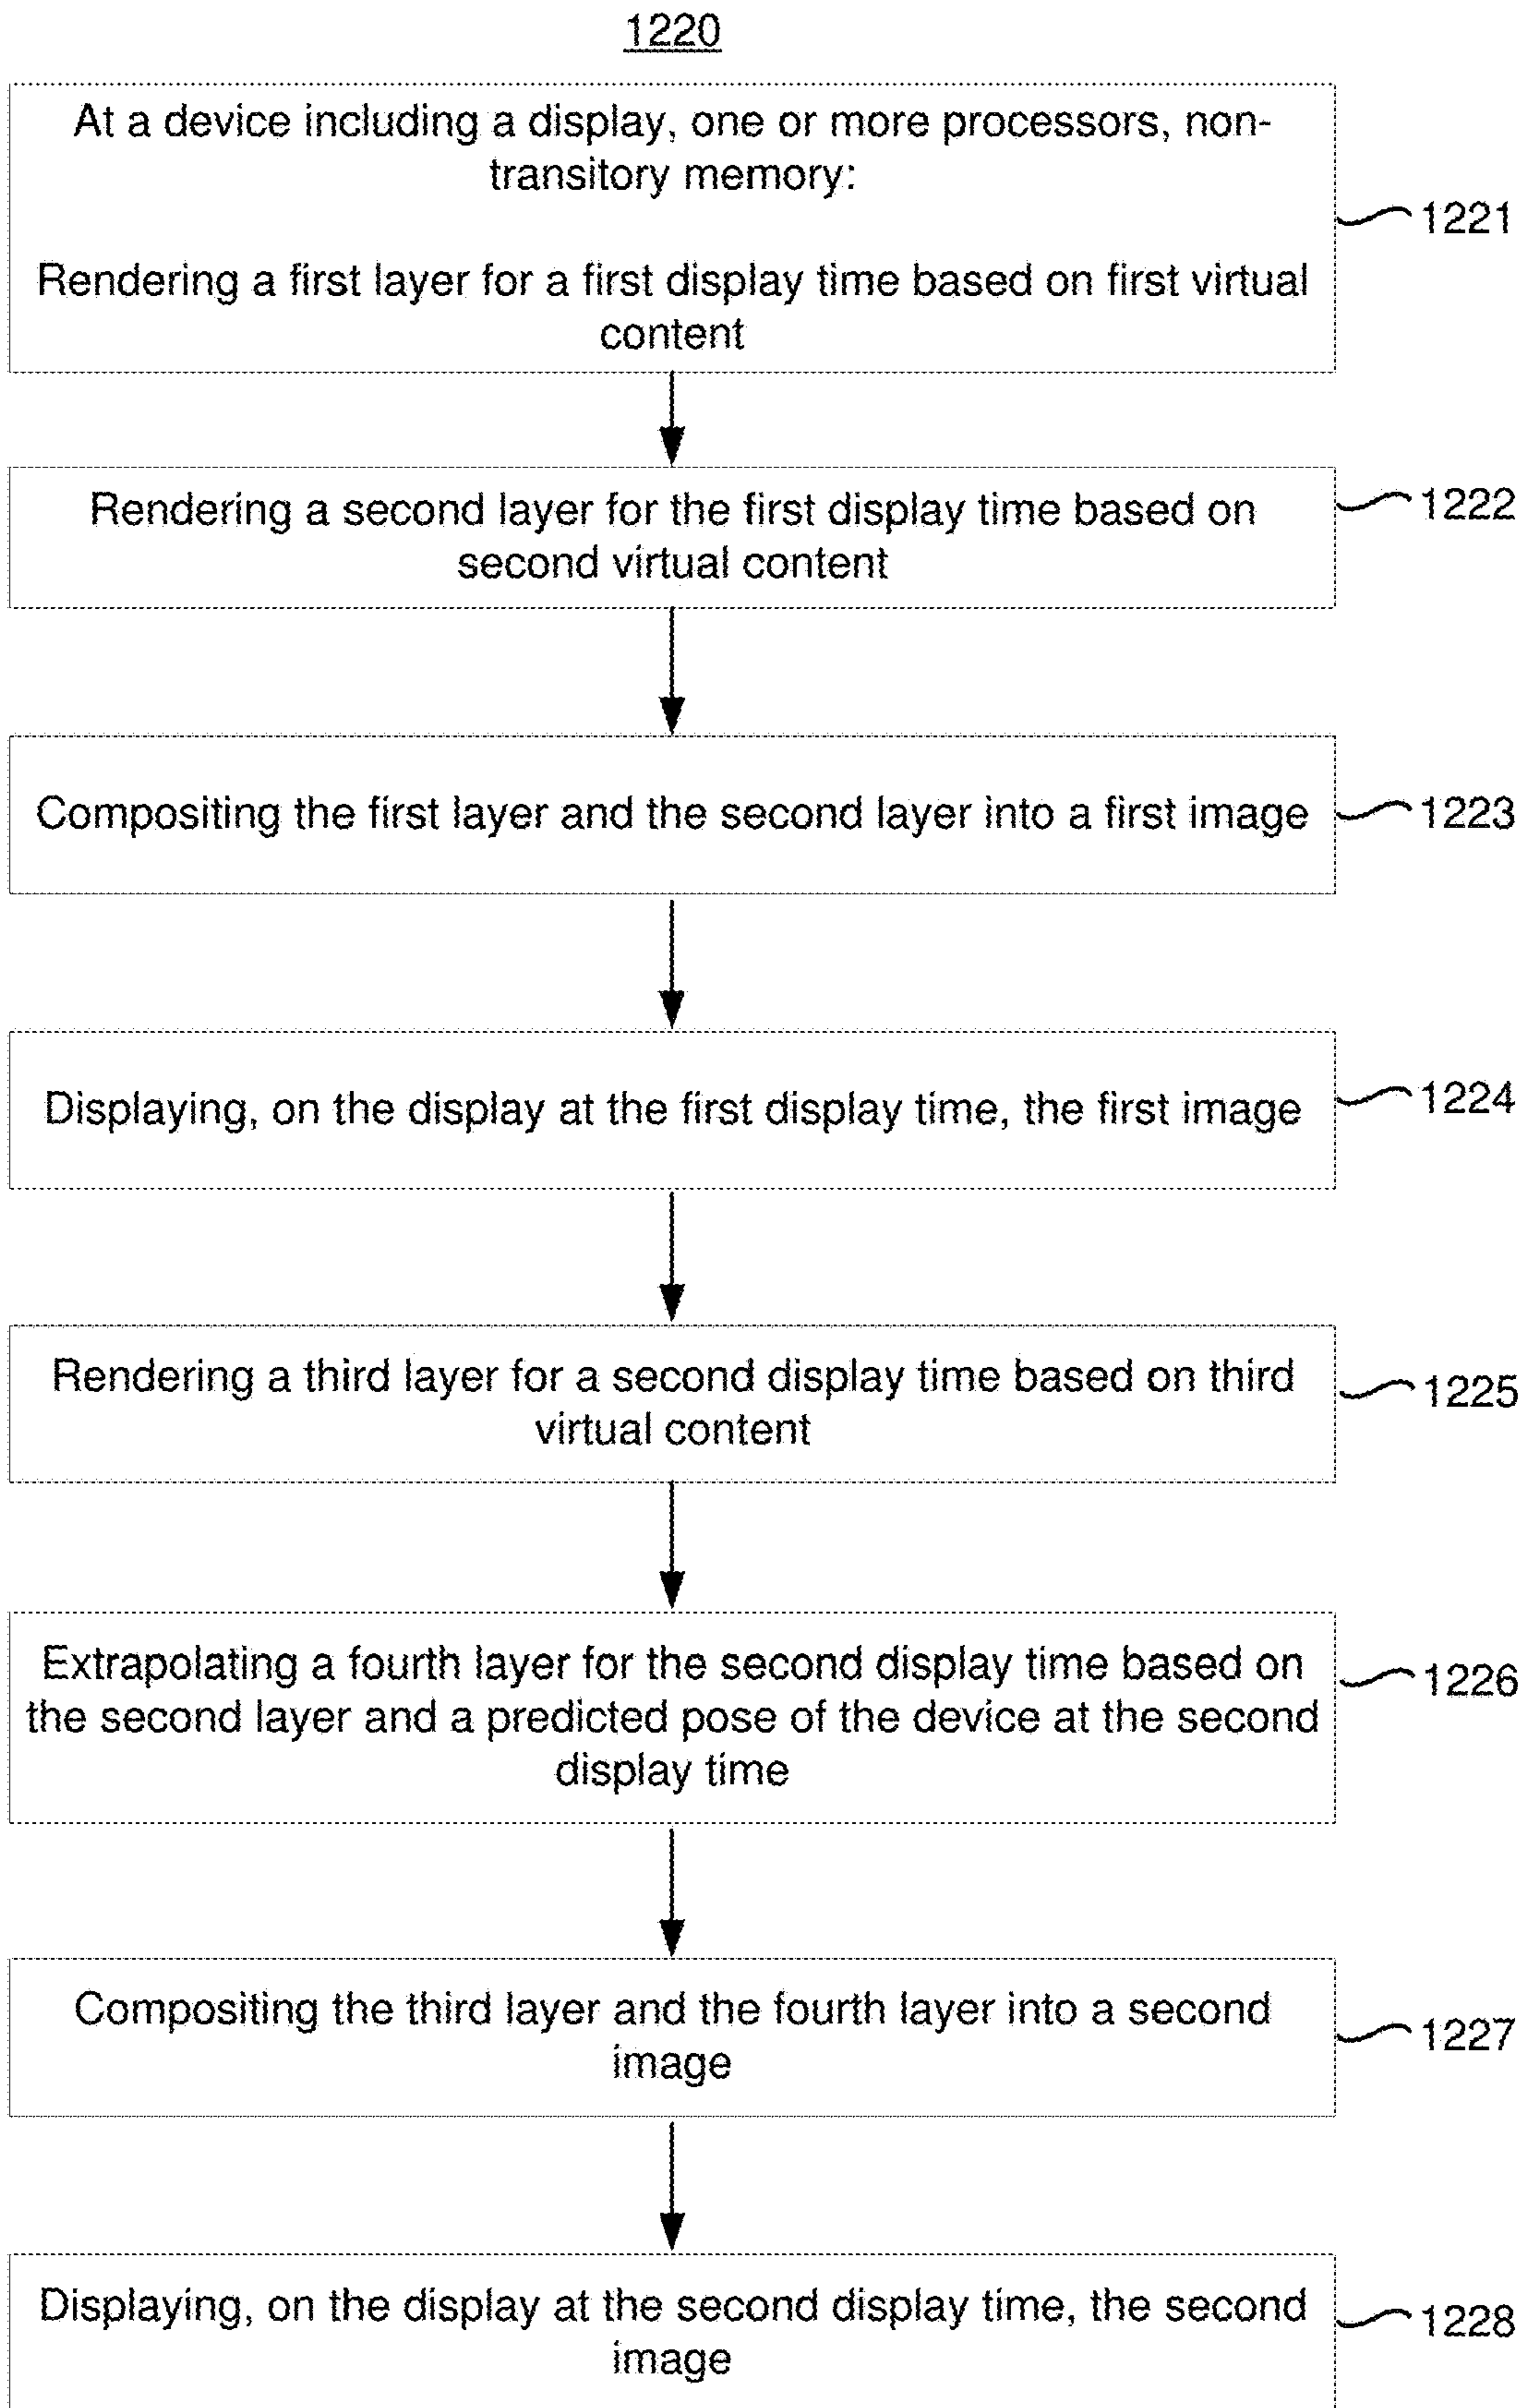 1220
At a device including a display, one or more processors, non-
transitory memory:
Rendering a first layer for a first display time based on first virtual
content
1221
Rendering a second layer for the first display time based on
second virtual content
1222
Compositing the first layer and the second layer into a first image
1223
Displaying, on the display at the first display time, the first image
1224
Rendering a third layer for a second display time based on third
virtual content
1225
Extrapolating a fourth layer for the second display time based on
the second layer and a predicted pose of the device at the second
display time
1226
Compositing the third layer and the fourth layer into a second
image
1227
Displaying, on the display at the second display time, the second
image
1228